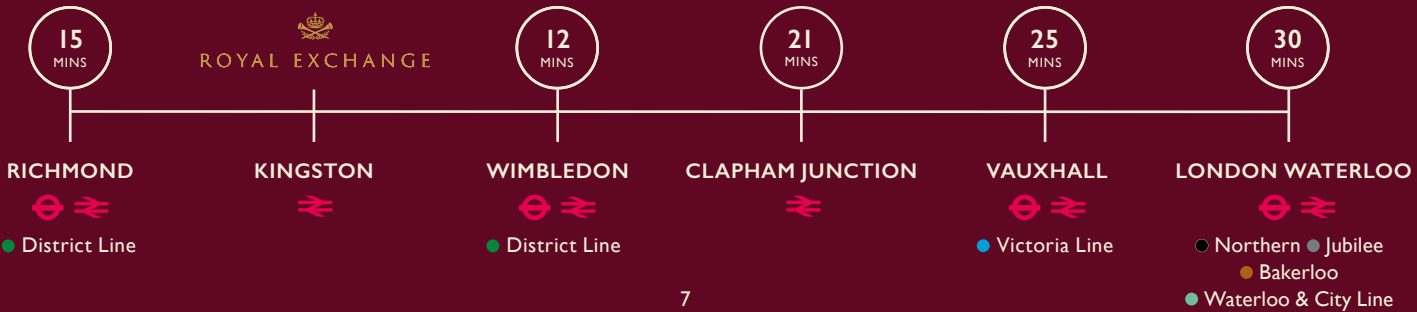 15
MINS
ROYAL EXCHANGE
12
MINS
21
MINS
25
MINS
30
MINS
RICHMOND
KINGSTON
WIMBLEDON
CLAPHAM JUNCTION
VAUXHALL
LONDON WATERLOO
District Line
District Line
Victoria Line
Northern Jubilee
Bakerloo
Waterloo & City Line
7